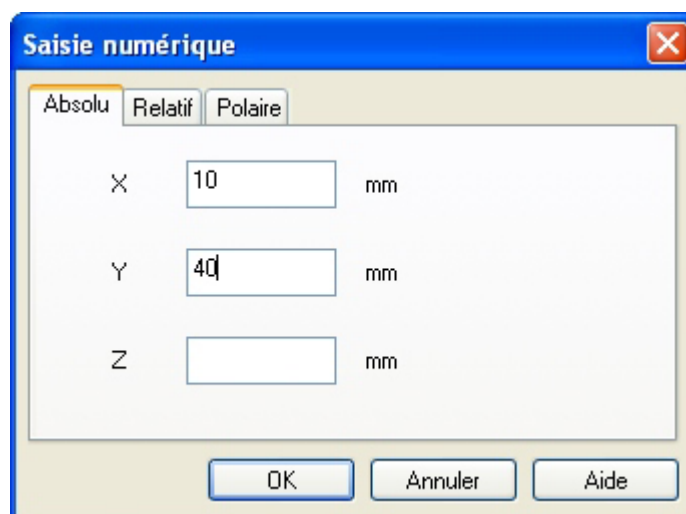 Saisie numérique
Absolu Relatif Polaire
X 10 mm
Y 40 mm
Z mm
OK Annuler Aide